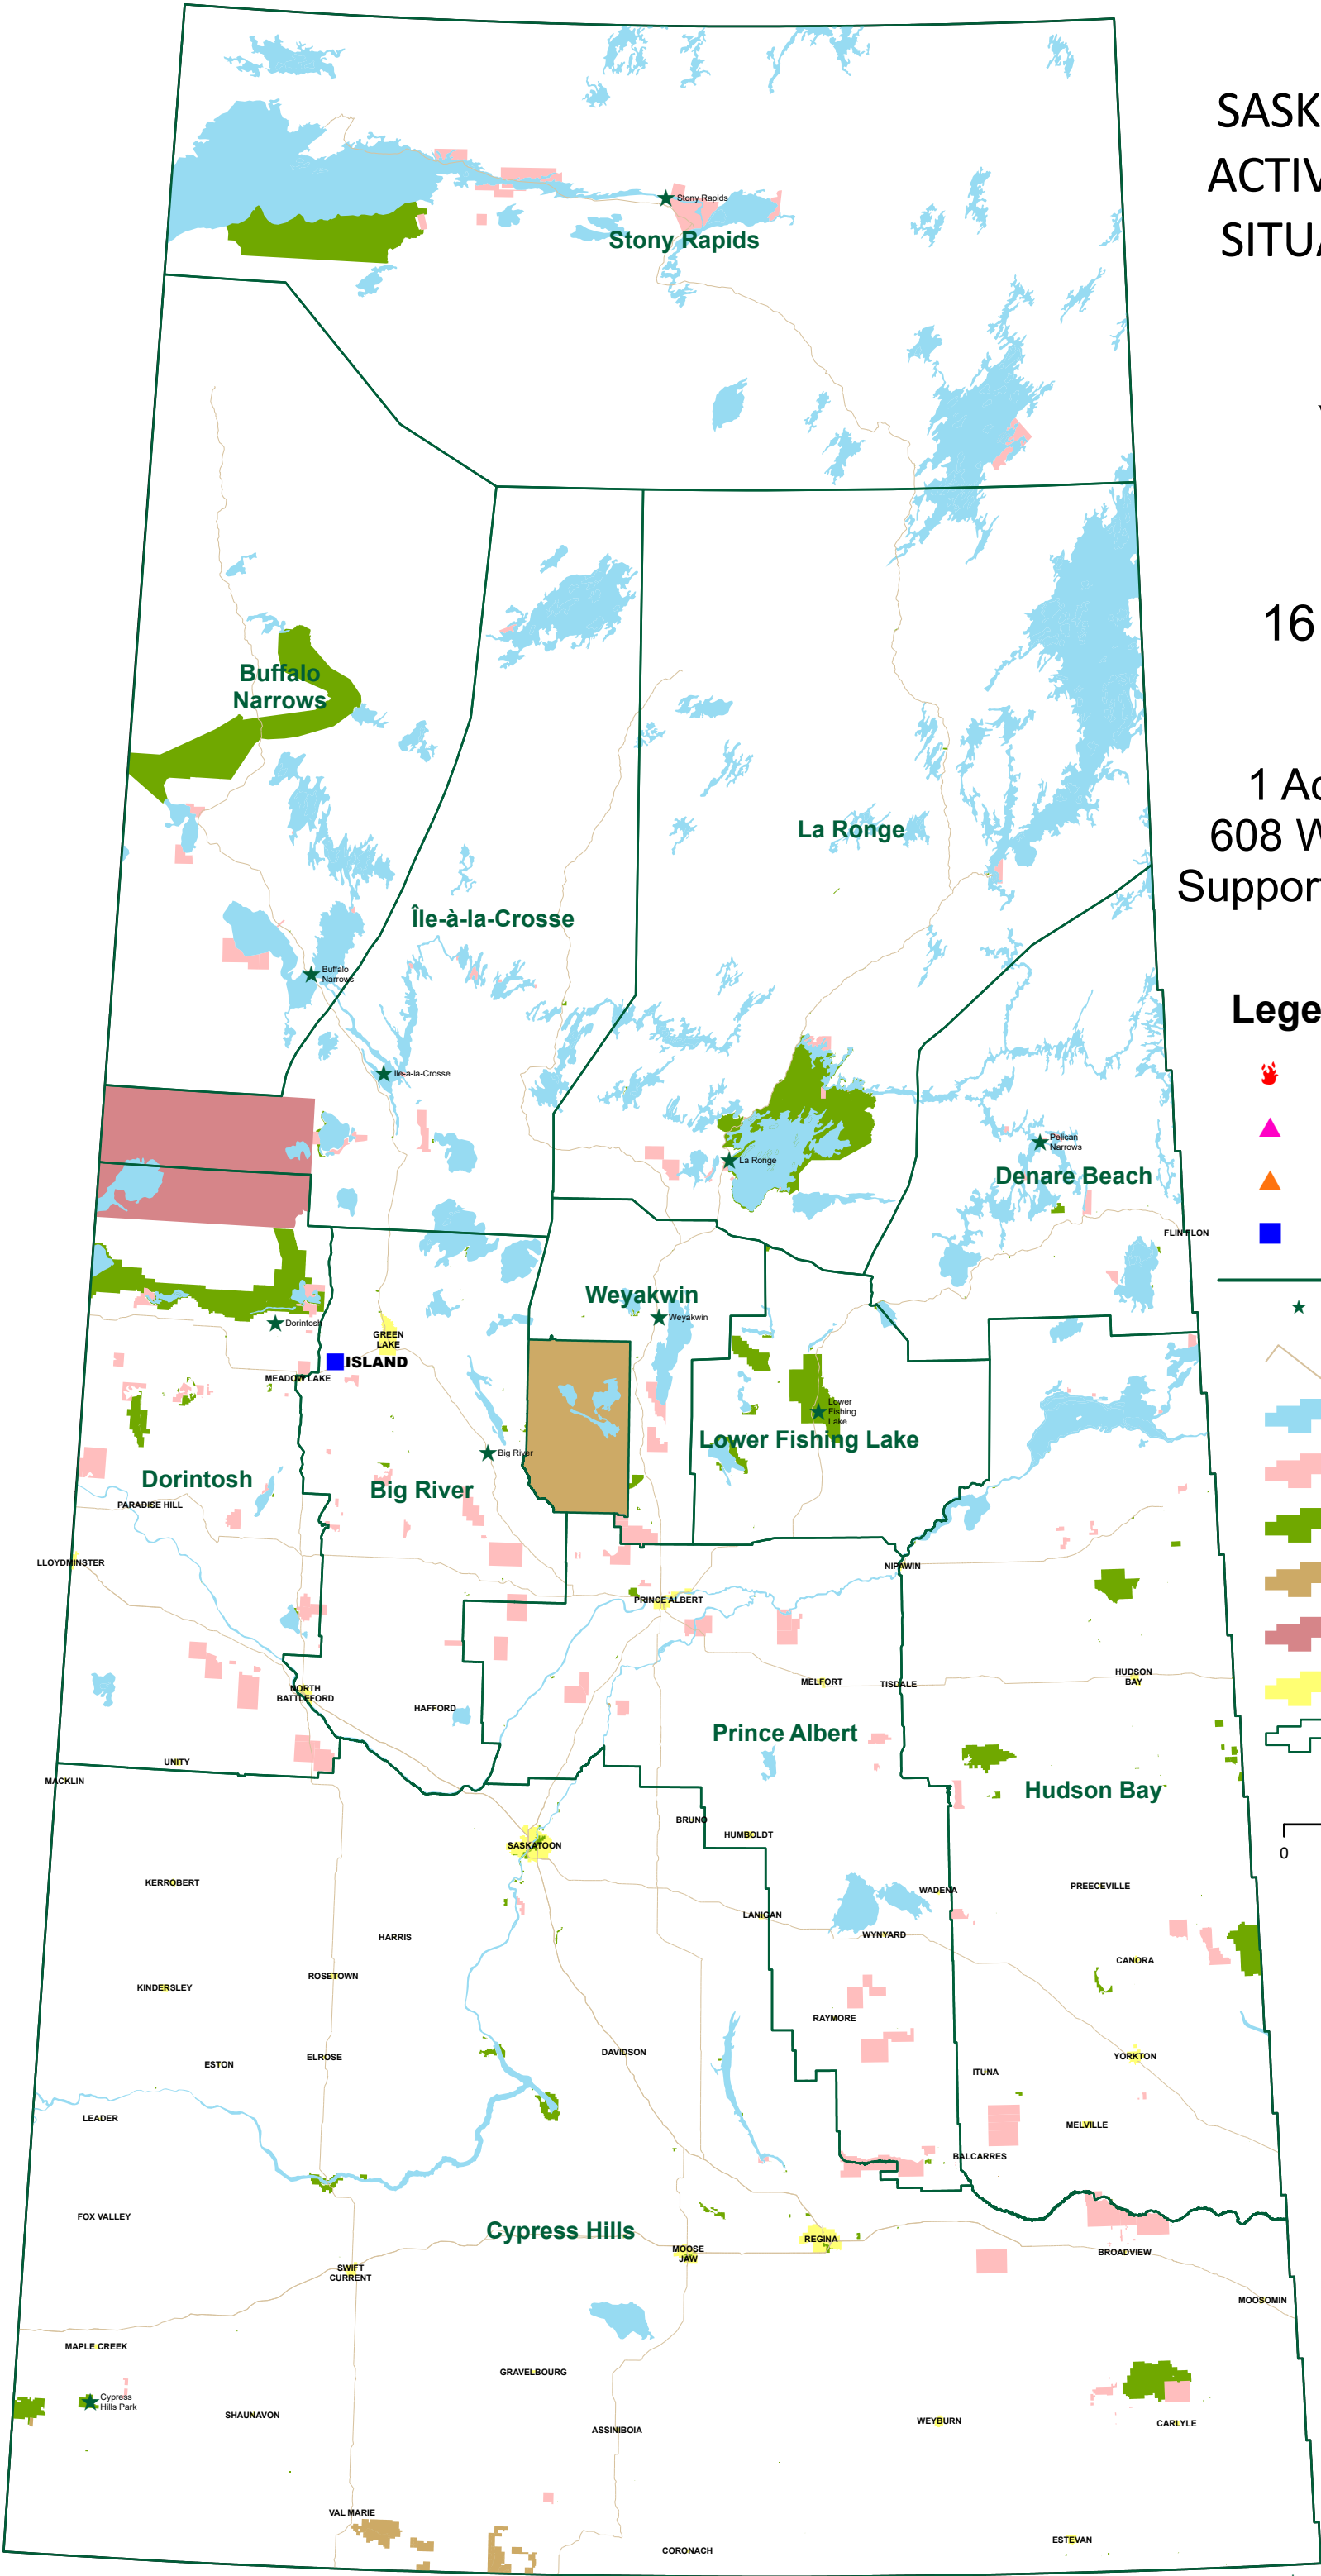 SASK
ACTIV
SITUA
16
1 Ac
608 W
Support
Lege
0
Stony Rapids
Stony Rapids
Buffalo
Narrows
La Ronge
Île-à-la-Crosse
Buffalo
Narrows
Ile-a-la-Crosse
Pelican
Narrows
La Ronge
Denare Beach
FLIN FLON
Weyakwin
Weyakwin
Dorintosh
GREEN
LAKE
ISLAND
MEADOW LAKE
Lower
Fishing
Lake
Lower Fishing Lake
Big River
Dorintosh
Big River
PARADISE HILL
LLOYDMINSTER
NIPAWIN
PRINCE ALBERT
HUDSON
BAY
MELFORT
TISDALE
NORTH
BATTLEFORD
HAFFORD
Prince Albert
UNITY
MACKLIN
Hudson Bay
BRUNO
HUMBOLDT
SASKATOON
KERROBERT
PREECEVILLE
WADENA
LANIGAN
WYNYARD
HARRIS
CANORA
ROSETOWN
KINDERSLEY
RAYMORE
DAVIDSON
YORKTON
ELROSE
ESTON
ITUNA
LEADER
MELVILLE
BALCARRES
FOX VALLEY
Cypress Hills
REGINA
MOOSE
JAW
BROADVIEW
SWIFT
CURRENT
MOOSOMIN
MAPLE CREEK
GRAVELBOURG
Cypress
Hills Park
SHAUNAVON
WEYBURN
CARLYLE
ASSINIBOIA
VAL MARIE
ESTEVAN
CORONACH